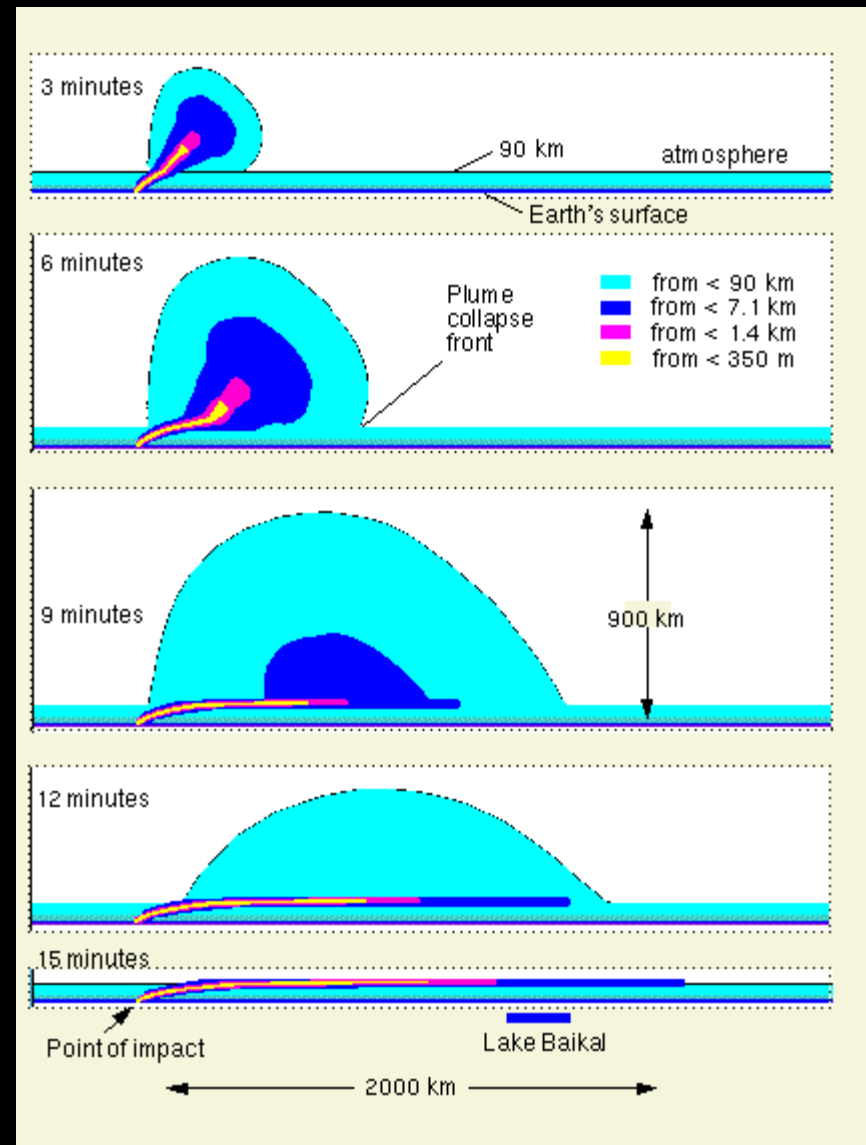 3 minutes
90 km
atmosphere
Earth's surface
6 minutes
Plume
collapse
front
from < 90 km
from < 7.1 km
from < 1.4 km
from < 350 m
9 minutes
900 km
12 minutes
15 minutes
Point of impact
Lake Baikal
2000 km